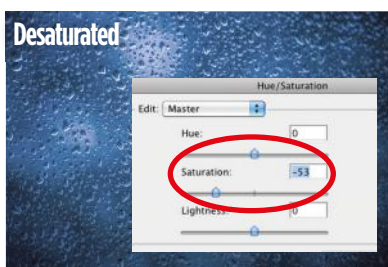 Desaturated
Hue/Saturation
Edit: Master
Hue: 0
Saturation: -53
Lightness: 0